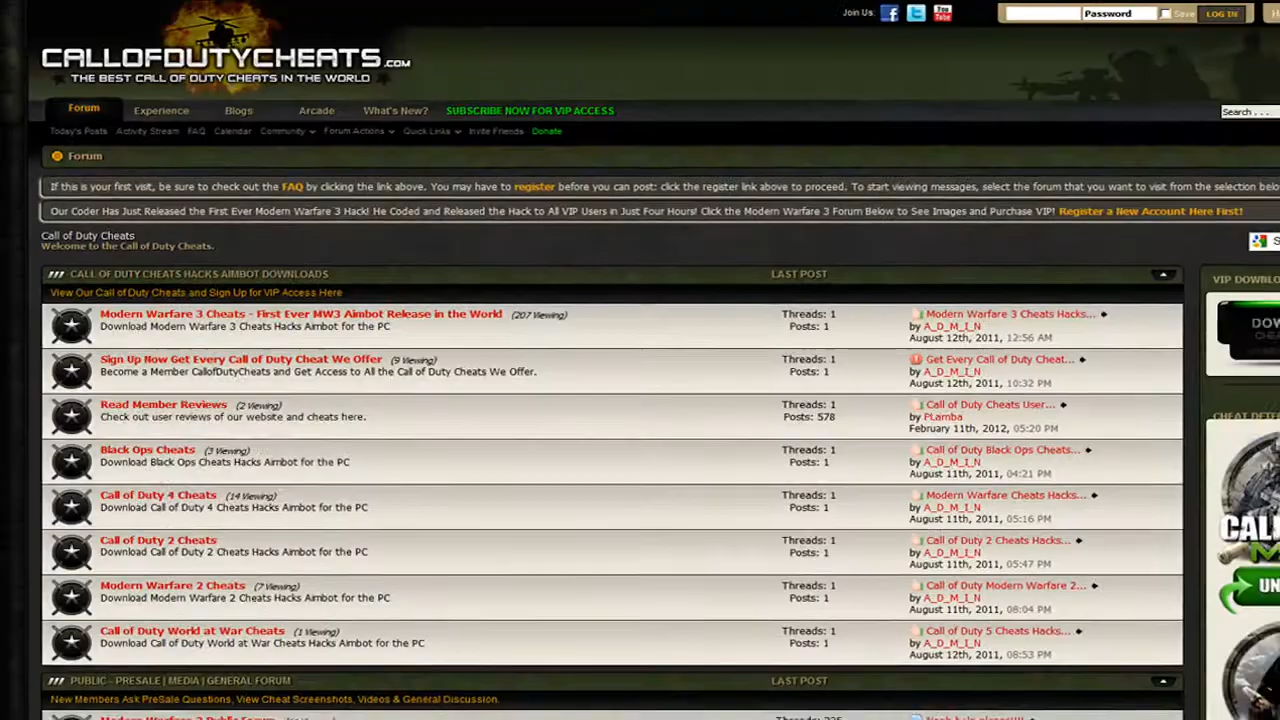 Join Us:
Password Save LOG IN
CALLOFDUTYCHEATS.COM
THE BEST CALL OF DUTY CHEATS IN THE WORLD
Forum Experience Blogs Arcade What's New? SUBSCRIBE NOW FOR VIP ACCESS
Search . . .
Today's Posts Activity Stream FAQ Calendar Community Forum Actions Quick Links Invite Friends Donate
Forum
If this is your first visit, be sure to check out the FAQ by clicking the link above. You may have to register before you can post: click the register link above to proceed. To start viewing messages, select the forum that you want to visit from the selection belo
Our Coder Has Just Released the First Ever Modern Warfare 3 Hack! He Coded and Released the Hack to All VIP Users in Just Four Hours! Click the Modern Warfare 3 Forum Below to See Images and Purchase VIP! Register a New Account Here First!
Call of Duty Cheats
Welcome to the Call of Duty Cheats.
CALL OF DUTY CHEATS HACKS AIMBOT DOWNLOADS LAST POST
VIP DOWNLO
View Our Call of Duty Cheats and Sign Up for VIP Access Here
Modern Warfare 3 Cheats - First Ever MW3 Aimbot Release in the World (207 Viewing) Threads: 1 Modern Warfare 3 Cheats Hacks...
Download Modern Warfare 3 Cheats Hacks Aimbot for the PC Posts: 1 by A_D_M_I_N
August 12th, 2011, 12:56 AM
Sign Up Now Get Every Call of Duty Cheat We Offer (9 Viewing) Threads: 1 Get Every Call of Duty Cheat...
Become a Member CallofDutyCheats and Get Access to All the Call of Duty Cheats We Offer. Posts: 1 by A_D_M_I_N
August 12th, 2011, 10:32 PM
Read Member Reviews (2 Viewing) Threads: 1 Call of Duty Cheats User...
Check out user reviews of our website and cheats here. Posts: 578 by PLamba
February 11th, 2012, 05:20 PM
Black Ops Cheats (3 Viewing) Threads: 1 Call of Duty Black Ops Cheats...
Download Black Ops Cheats Hacks Aimbot for the PC Posts: 1 by A_D_M_I_N
August 11th, 2011, 04:21 PM
Call of Duty 4 Cheats (14 Viewing) Threads: 1 Modern Warfare Cheats Hacks...
Download Call of Duty 4 Cheats Hacks Aimbot for the PC Posts: 1 by A_D_M_I_N
August 11th, 2011, 05:16 PM
Call of Duty 2 Cheats Threads: 1 Call of Duty 2 Cheats Hacks...
Download Call of Duty 2 Cheats Hacks Aimbot for the PC Posts: 1 by A_D_M_I_N
August 11th, 2011, 05:47 PM
Modern Warfare 2 Cheats (7 Viewing) Threads: 1 Call of Duty Modern Warfare 2...
Download Modern Warfare 2 Cheats Hacks Aimbot for the PC Posts: 1 by A_D_M_I_N
August 11th, 2011, 08:04 PM
Call of Duty World at War Cheats (1 Viewing) Threads: 1 Call of Duty 5 Cheats Hacks...
Download Call of Duty World at War Cheats Hacks Aimbot for the PC Posts: 1 by A_D_M_I_N
August 12th, 2011, 08:53 PM
PUBLIC - PRESALE | MEDIA | GENERAL FORUM LAST POST
New Members Ask PreSale Questions, View Cheat Screenshots, Videos & General Discussion.